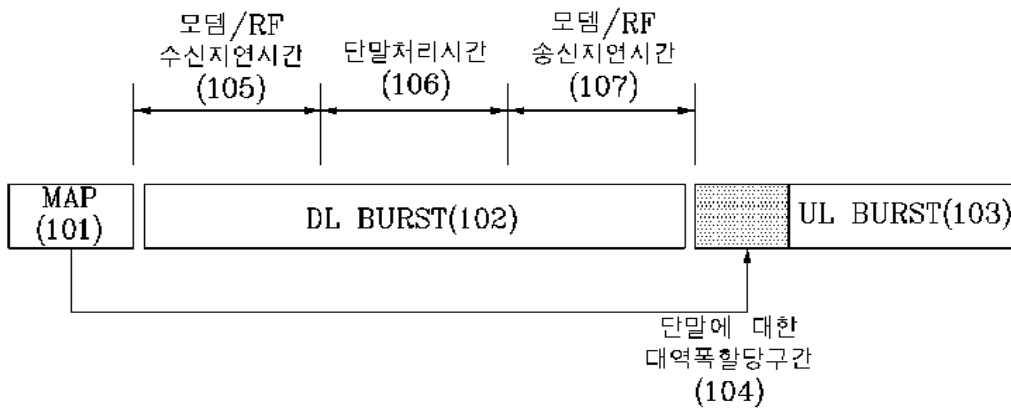 모뎀/RF
수신지연시간
(105)
단말처리시간
(106)
모뎀/RF
송신지연시간
(107)
MAP
(101)
DL BURST(102)
UL BURST(103)
단말에 대한
대역폭할당구간
(104)